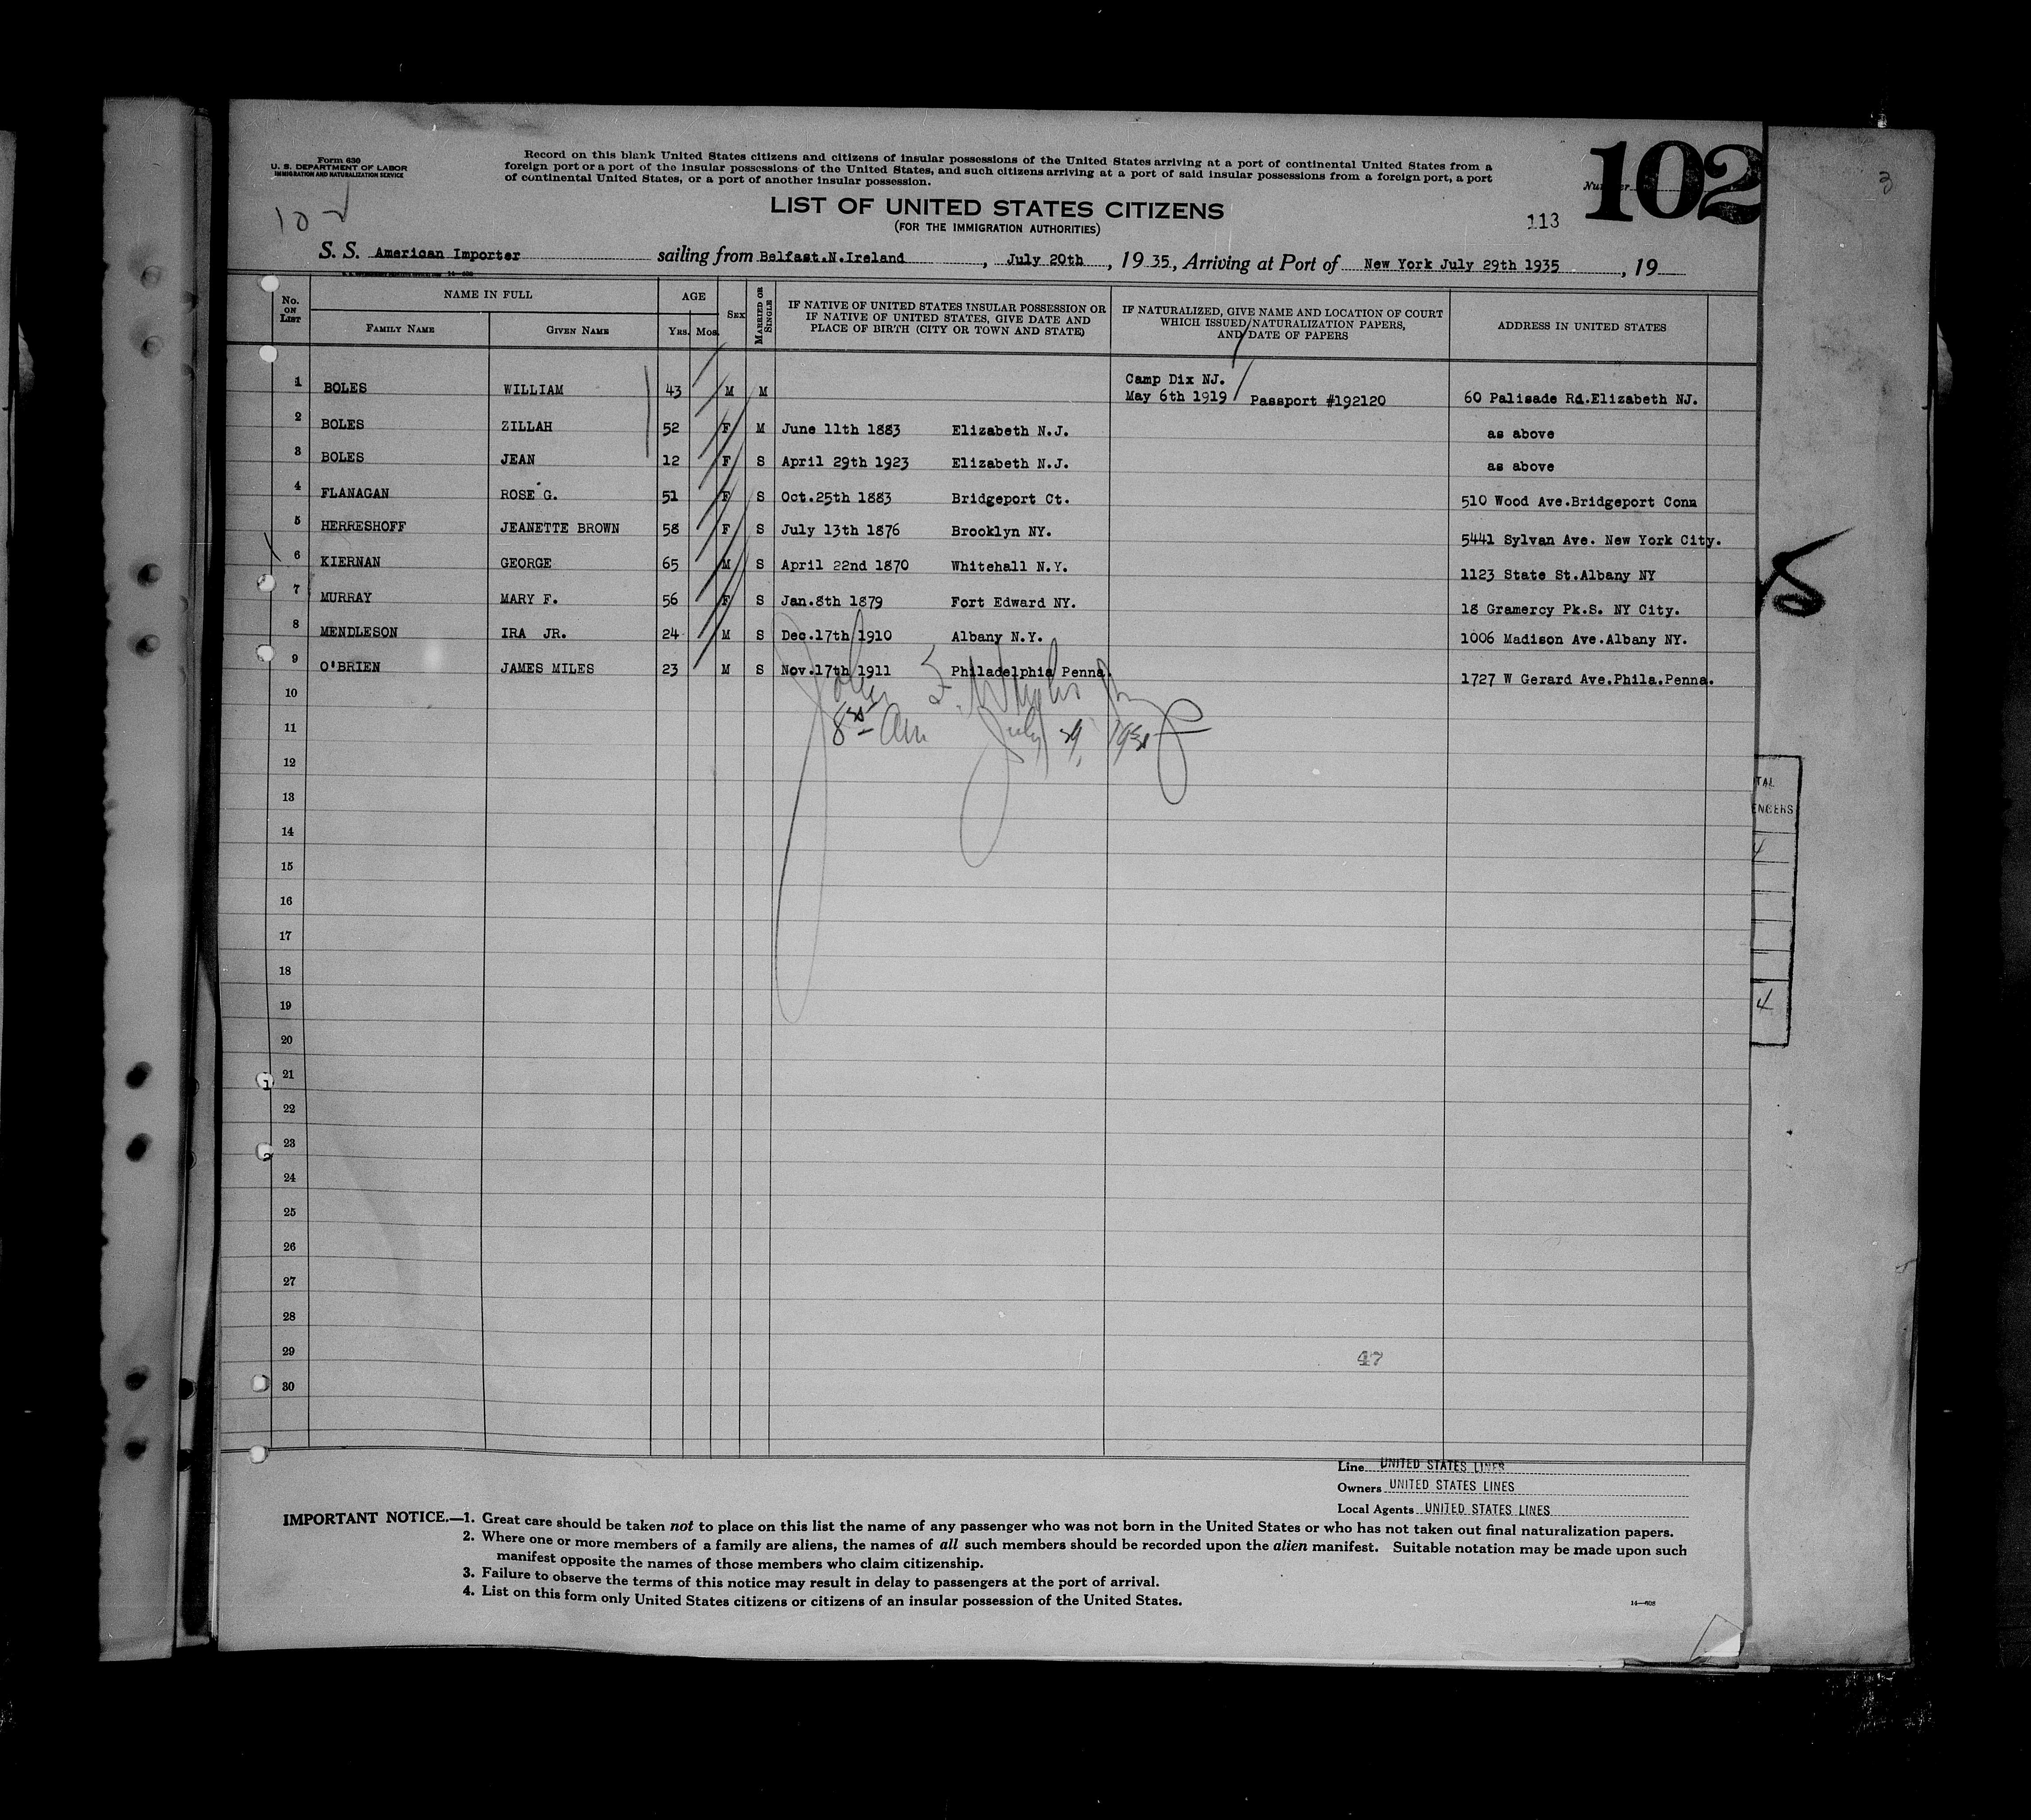 Form 630
U. S. DEPARTMENT OF LABOR
IMMIGRATION AND NATURALIZATION SERVICE
Record on this blank United States citizens and citizens of insular possessions of the United States arriving at a port of continental United States from a
foreign port or a port of the insular possessions of the United States, and such citizens arriving at a port of said insular possessions from a foreign port, a port
of continental United States, or a port of another insular possession.
102
3
10
LIST OF UNITED STATES CITIZENS
(FOR THE IMMIGRATION AUTHORITIES)
113
S. S. American Importer sailing from Belfast.N.Ireland, July 20th, 1935, Arriving at Port of New York July 29th 1935, 19
No. ON LIST
NAME IN FULL
FAMILY NAME GIVEN NAME
AGE
YRS. MOS.
SEX
MARRIED OR SINGLE
IF NATIVE OF UNITED STATES INSULAR POSSESSION OR
IF NATIVE OF UNITED STATES, GIVE DATE AND
PLACE OF BIRTH (CITY OR TOWN AND STATE)
IF NATURALIZED, GIVE NAME AND LOCATION OF COURT
WHICH ISSUED NATURALIZATION PAPERS,
AND DATE OF PAPERS
ADDRESS IN UNITED STATES
1 BOLES WILLIAM 43 M M Camp Dix NJ. May 6th 1919 / Passport #192120 60 Palisade Rd.Elizabeth NJ.
2 BOLES ZILLAH 52 F M June 11th 1883 Elizabeth N.J. as above
3 BOLES JEAN 12 F S April 29th 1923 Elizabeth N.J. as above
4 FLANAGAN ROSE G. 51 F S Oct.25th 1883 Bridgeport Ct. 510 Wood Ave.Bridgeport Conn
5 HERRESHOFF JEANETTE BROWN 58 F S July 13th 1876 Brooklyn NY. 5441 Sylvan Ave. New York City.
6 KIERNAN GEORGE 65 M S April 22nd 1870 Whitehall N.Y. 1123 State St.Albany NY
7 MURRAY MARY F. 56 F S Jan.8th 1879 Fort Edward NY. 18 Gramercy Pk.S. NY City.
8 MENDLESON IRA JR. 24 M S Dec.17th 1910 Albany N.Y. 1006 Madison Ave.Albany NY.
9 O'BRIEN JAMES MILES 23 M S Nov.17th 1911 Philadelphia Penna. 1727 W Gerard Ave.Phila.Penna.
10
11
July 29, 1935
12
13
14
15
16
17
18
19
20
21
22
23
24
25
26
27
28
29
47
30
TAL
ENGERS
4
Line UNITED STATES LINES
Owners UNITED STATES LINES
Local Agents UNITED STATES LINES
IMPORTANT NOTICE.—1. Great care should be taken not to place on this list the name of any passenger who was not born in the United States or who has not taken out final naturalization papers.
2. Where one or more members of a family are aliens, the names of all such members should be recorded upon the alien manifest. Suitable notation may be made upon such
manifest opposite the names of those members who claim citizenship.
3. Failure to observe the terms of this notice may result in delay to passengers at the port of arrival.
4. List on this form only United States citizens or citizens of an insular possession of the United States.
14—608